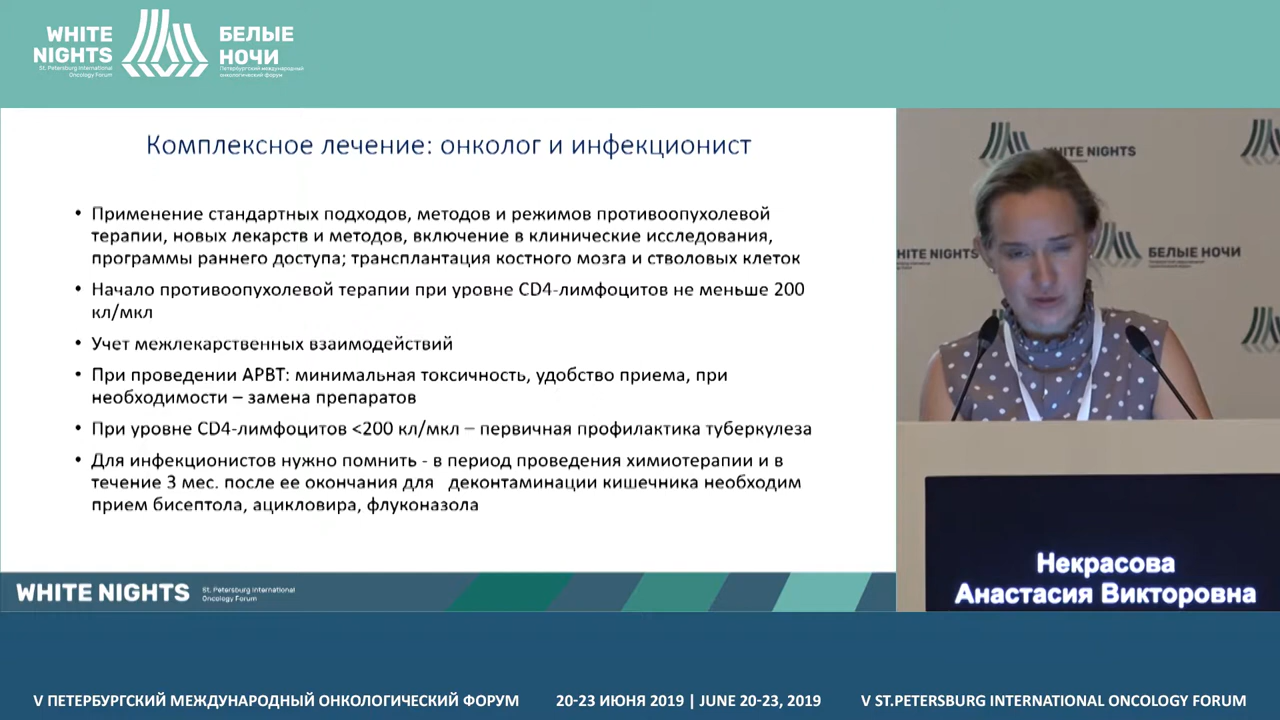 WHITE
NIGHTS
St. Petersburg International
Oncology Forum
БЕЛЫЕ
НОЧИ
Петербургский международный
онкологический форум
Комплексное лечение: онколог и инфекционист
• Применение стандартных подходов, методов и режимов противоопухолевой
терапии, новых лекарств и методов, включение в клинические исследования,
программы раннего доступа; трансплантация костного мозга и стволовых клеток
• Начало противоопухолевой терапии при уровне CD4-лимфоцитов не меньше 200
кл/мкл
• Учет межлекарственных взаимодействий
• При проведении АРВТ: минимальная токсичность, удобство приема, при
необходимости – замена препаратов
• При уровне CD4-лимфоцитов <200 кл/мкл – первичная профилактика туберкулеза
• Для инфекционистов нужно помнить - в период проведения химиотерапии и в
течение 3 мес. после ее окончания для деконтаминации кишечника необходим
прием бисептола, ацикловира, флуконазола
WHITE NIGHTS
St. Petersburg International
Oncology Forum
WHITE NIGHTS
WHITE NIGHTS
БЕЛЫЕ НОЧИ
Некрасова
Анастасия Викторовна
V ПЕТЕРБУРГСКИЙ МЕЖДУНАРОДНЫЙ ОНКОЛОГИЧЕСКИЙ ФОРУМ
20-23 ИЮНЯ 2019 | JUNE 20-23, 2019
V ST.PETERSBURG INTERNATIONAL ONCOLOGY FORUM